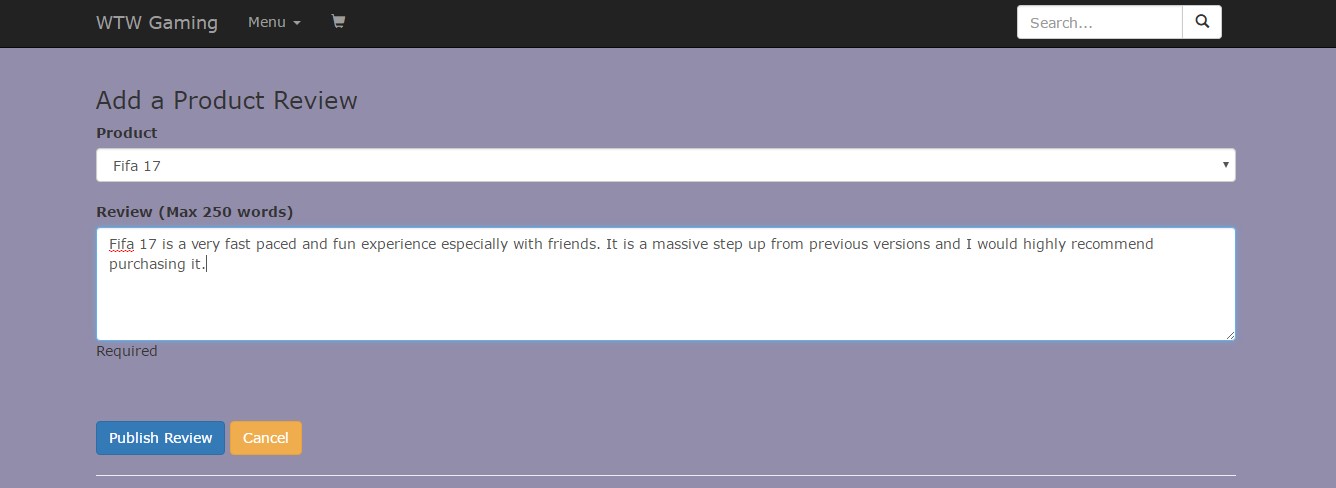 WTW Gaming Menu Search...
Add a Product Review
Product
Fifa 17
Review (Max 250 words)
Fifa 17 is a very fast paced and fun experience especially with friends. It is a massive step up from previous versions and I would highly recommend
purchasing it.
Required
Publish Review Cancel